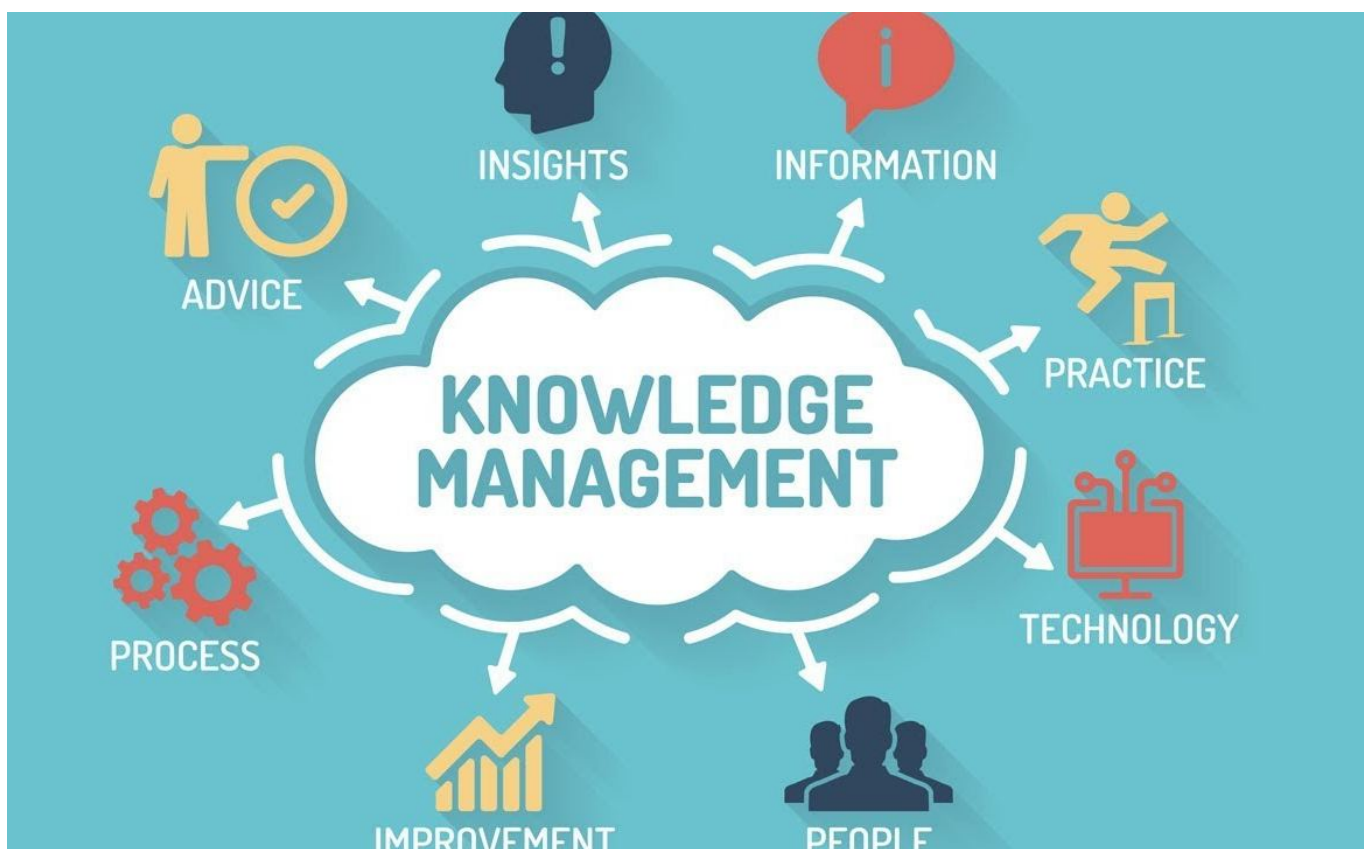 INSIGHTS
INFORMATION
ADVICE
PRACTICE
KNOWLEDGE
MANAGEMENT
PROCESS
TECHNOLOGY
IMPROVEMENT
PEOPLE